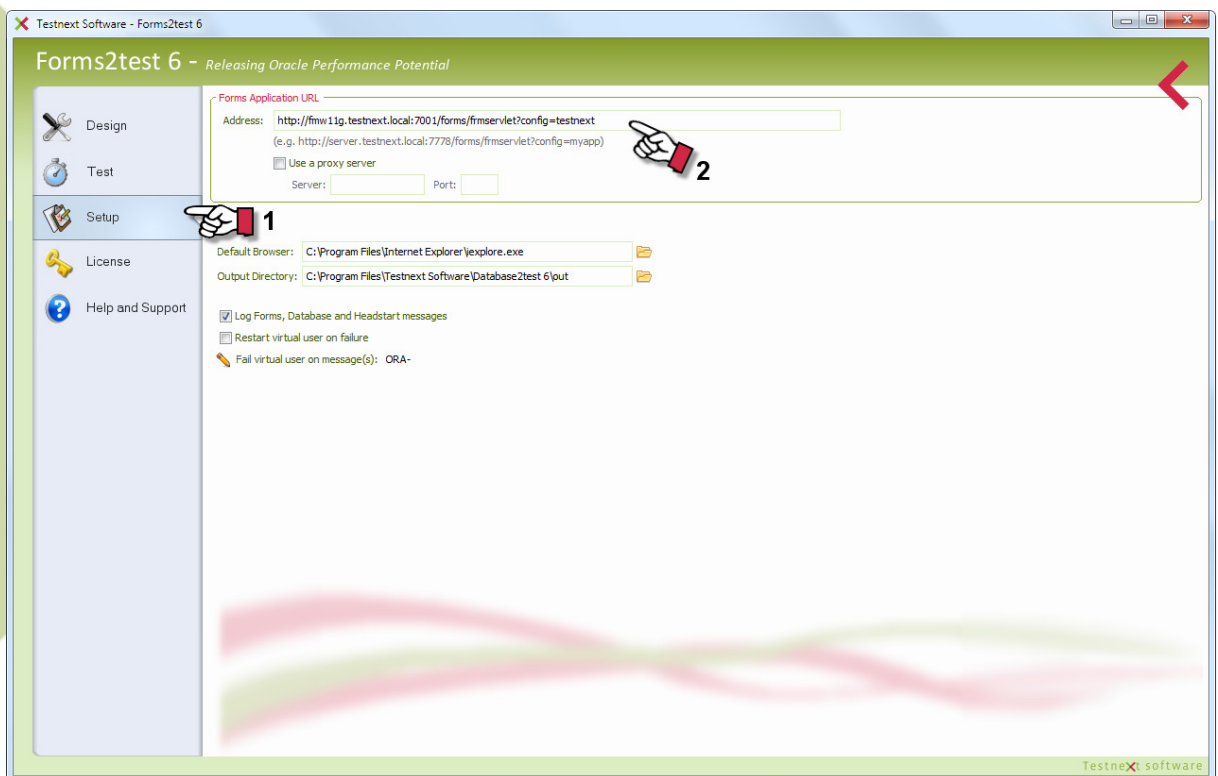 Testnext Software - Forms2test 6
Forms2test 6 - Releasing Oracle Performance Potential
Design
Test
Setup
License
Help and Support
1
Forms Application URL
Address: http://fmw11g.testnext.local:7001/forms/frmservlet?config=testnext
(e.g. http://server.testnext.local:7778/forms/frmservlet?config=myapp)
2
Use a proxy server
Server: Port:
Default Browser: C:\Program Files\Internet Explorer\iexplore.exe
Output Directory: C:\Program Files\Testnext Software\Database2test 6\out
Log Forms, Database and Headstart messages
Restart virtual user on failure
Fail virtual user on message(s): ORA-
Testnext software